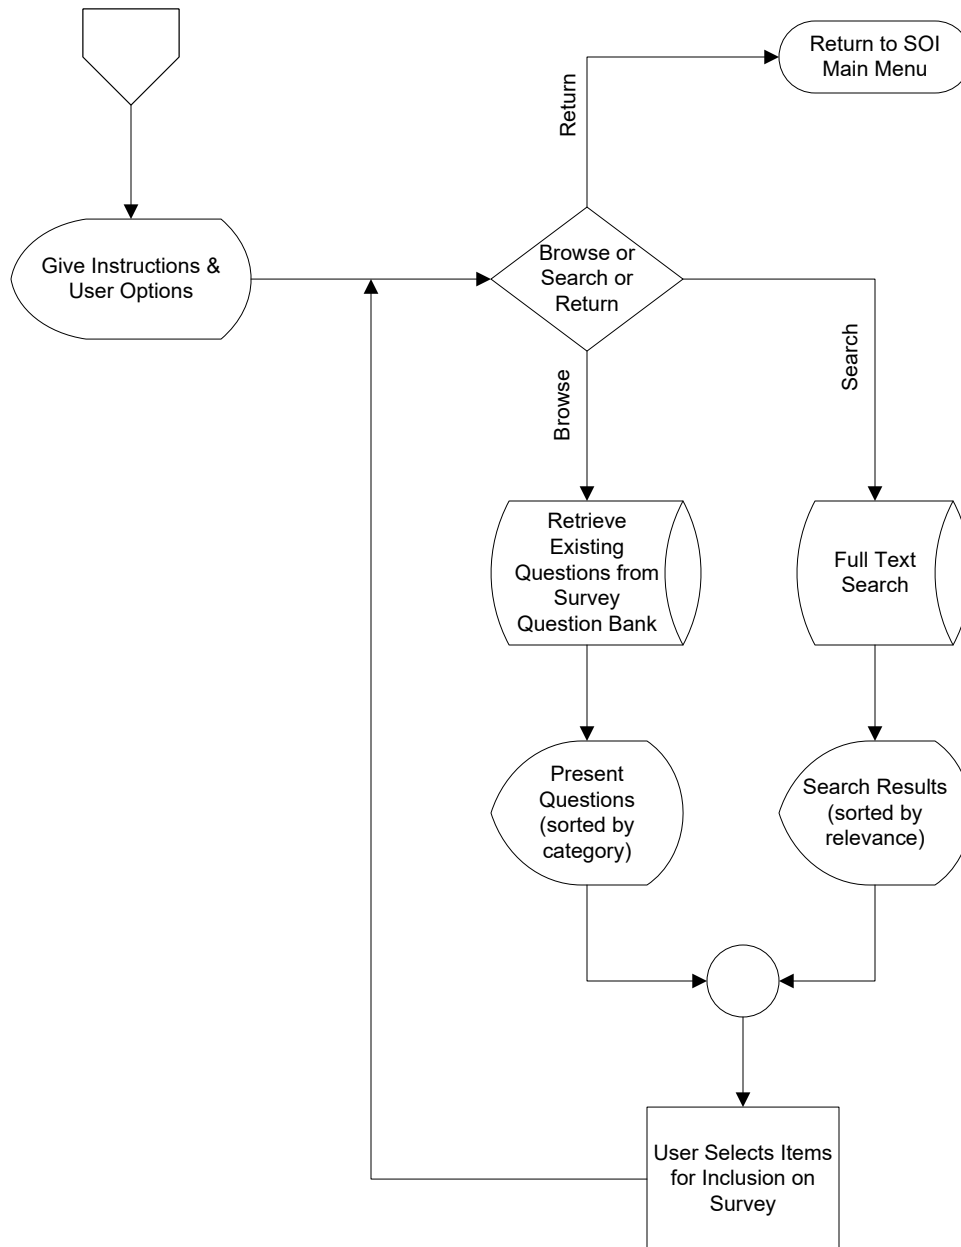 Return to SOI
Main Menu
Return
Give Instructions &
User Options
Browse or
Search or
Return
Browse
Search
Retrieve
Existing
Questions from
Survey
Question Bank
Full Text
Search
Present
Questions
(sorted by
category)
Search Results
(sorted by
relevance)
User Selects Items
for Inclusion on
Survey